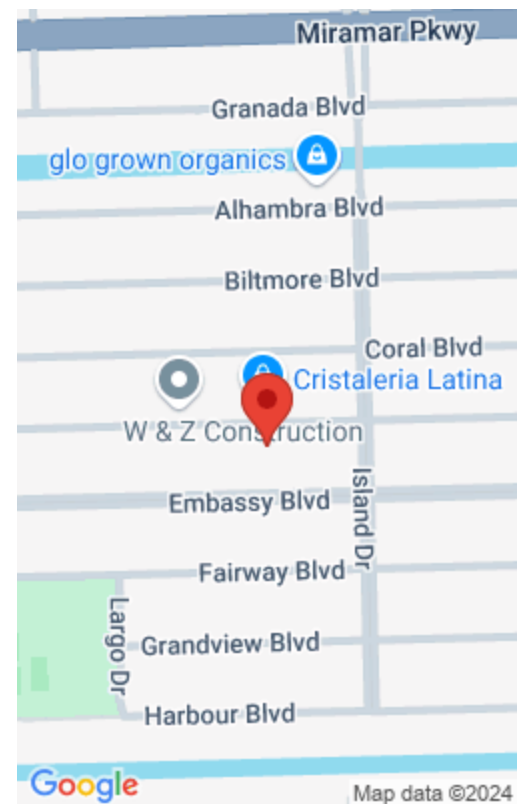 Miramar Pkwy
Granada Blvd
glo grown organics
Alhambra Blvd
Biltmore Blvd
Coral Blvd
Cristaleria Latina
W & Z Construction
Island Dr
Embassy Blvd
Fairway Blvd
Largo Dr
Grandview Blvd
Harbour Blvd
Google
Map data ©2024